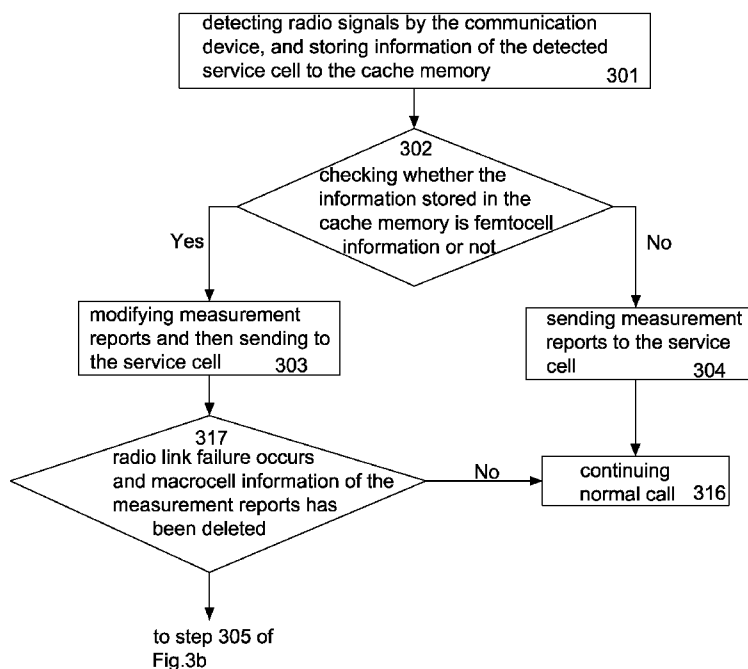 detecting radio signals by the communication
device, and storing information of the detected
service cell to the cache memory
301
302
checking whether the
information stored in the
cache memory is femtocell
information or not
Yes
No
modifying measurement
reports and then sending to
the service cell
303
sending measurement
reports to the service
cell
304
317
radio link failure occurs
and macrocell information of the
measurement reports has
been deleted
No
continuing
normal call
316
to step 305 of
Fig.3b